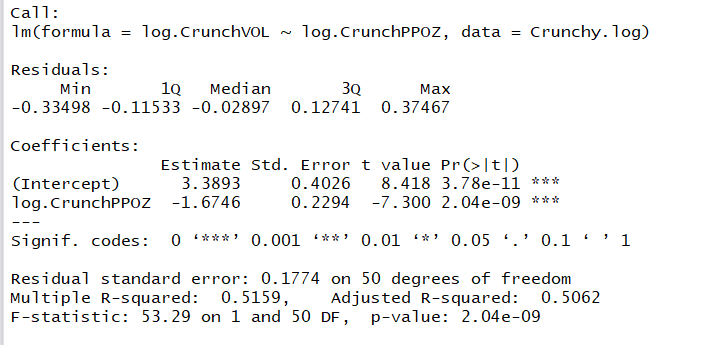 Call:
lm(formula = log.CrunchVOL ~ log.CrunchPPOZ, data = Crunchy.log)
Residuals:
Min 1Q Median 3Q Max
-0.33498 -0.11533 -0.02897 0.12741 0.37467
Coefficients:
Estimate Std. Error t value Pr(>|t|)
(Intercept) 3.3893 0.4026 8.418 3.78e-11 ***
log.CrunchPPOZ -1.6746 0.2294 -7.300 2.04e-09 ***
---
Signif. codes: 0 ‘***’ 0.001 ‘**’ 0.01 ‘*’ 0.05 ‘.’ 0.1 ‘ ’ 1
Residual standard error: 0.1774 on 50 degrees of freedom
Multiple R-squared: 0.5159, Adjusted R-squared: 0.5062
F-statistic: 53.29 on 1 and 50 DF, p-value: 2.04e-09